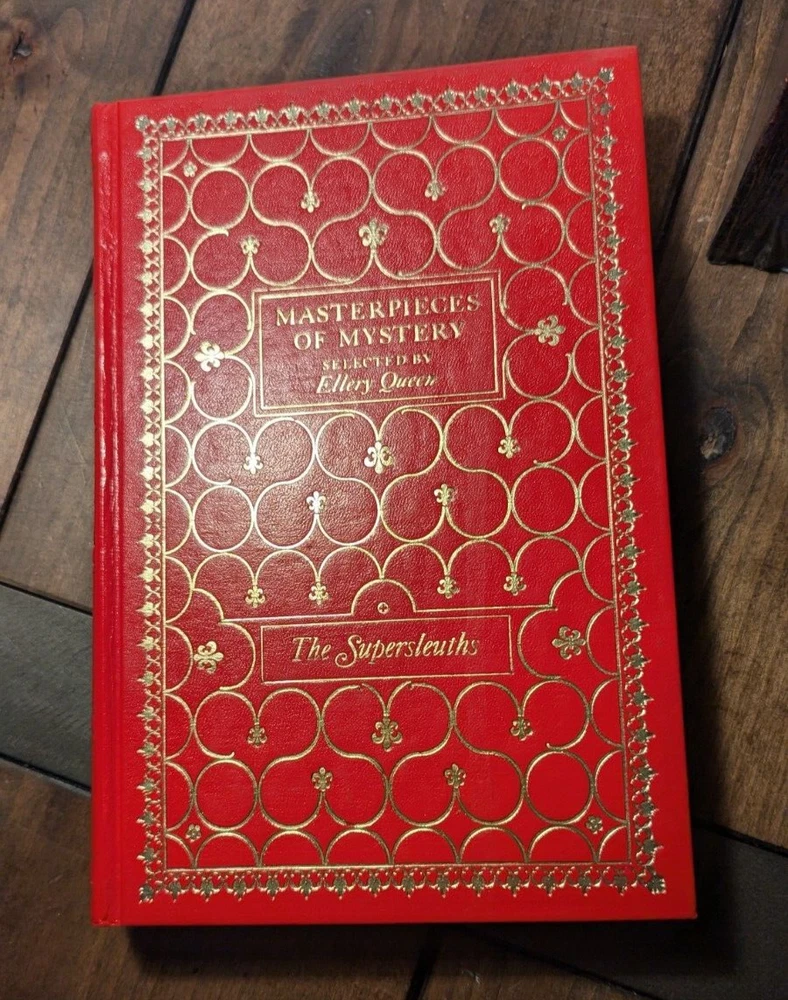 MASTERPIECES
OF MYSTERY
SELECTED BY
Ellery Queen
The Supersleuths